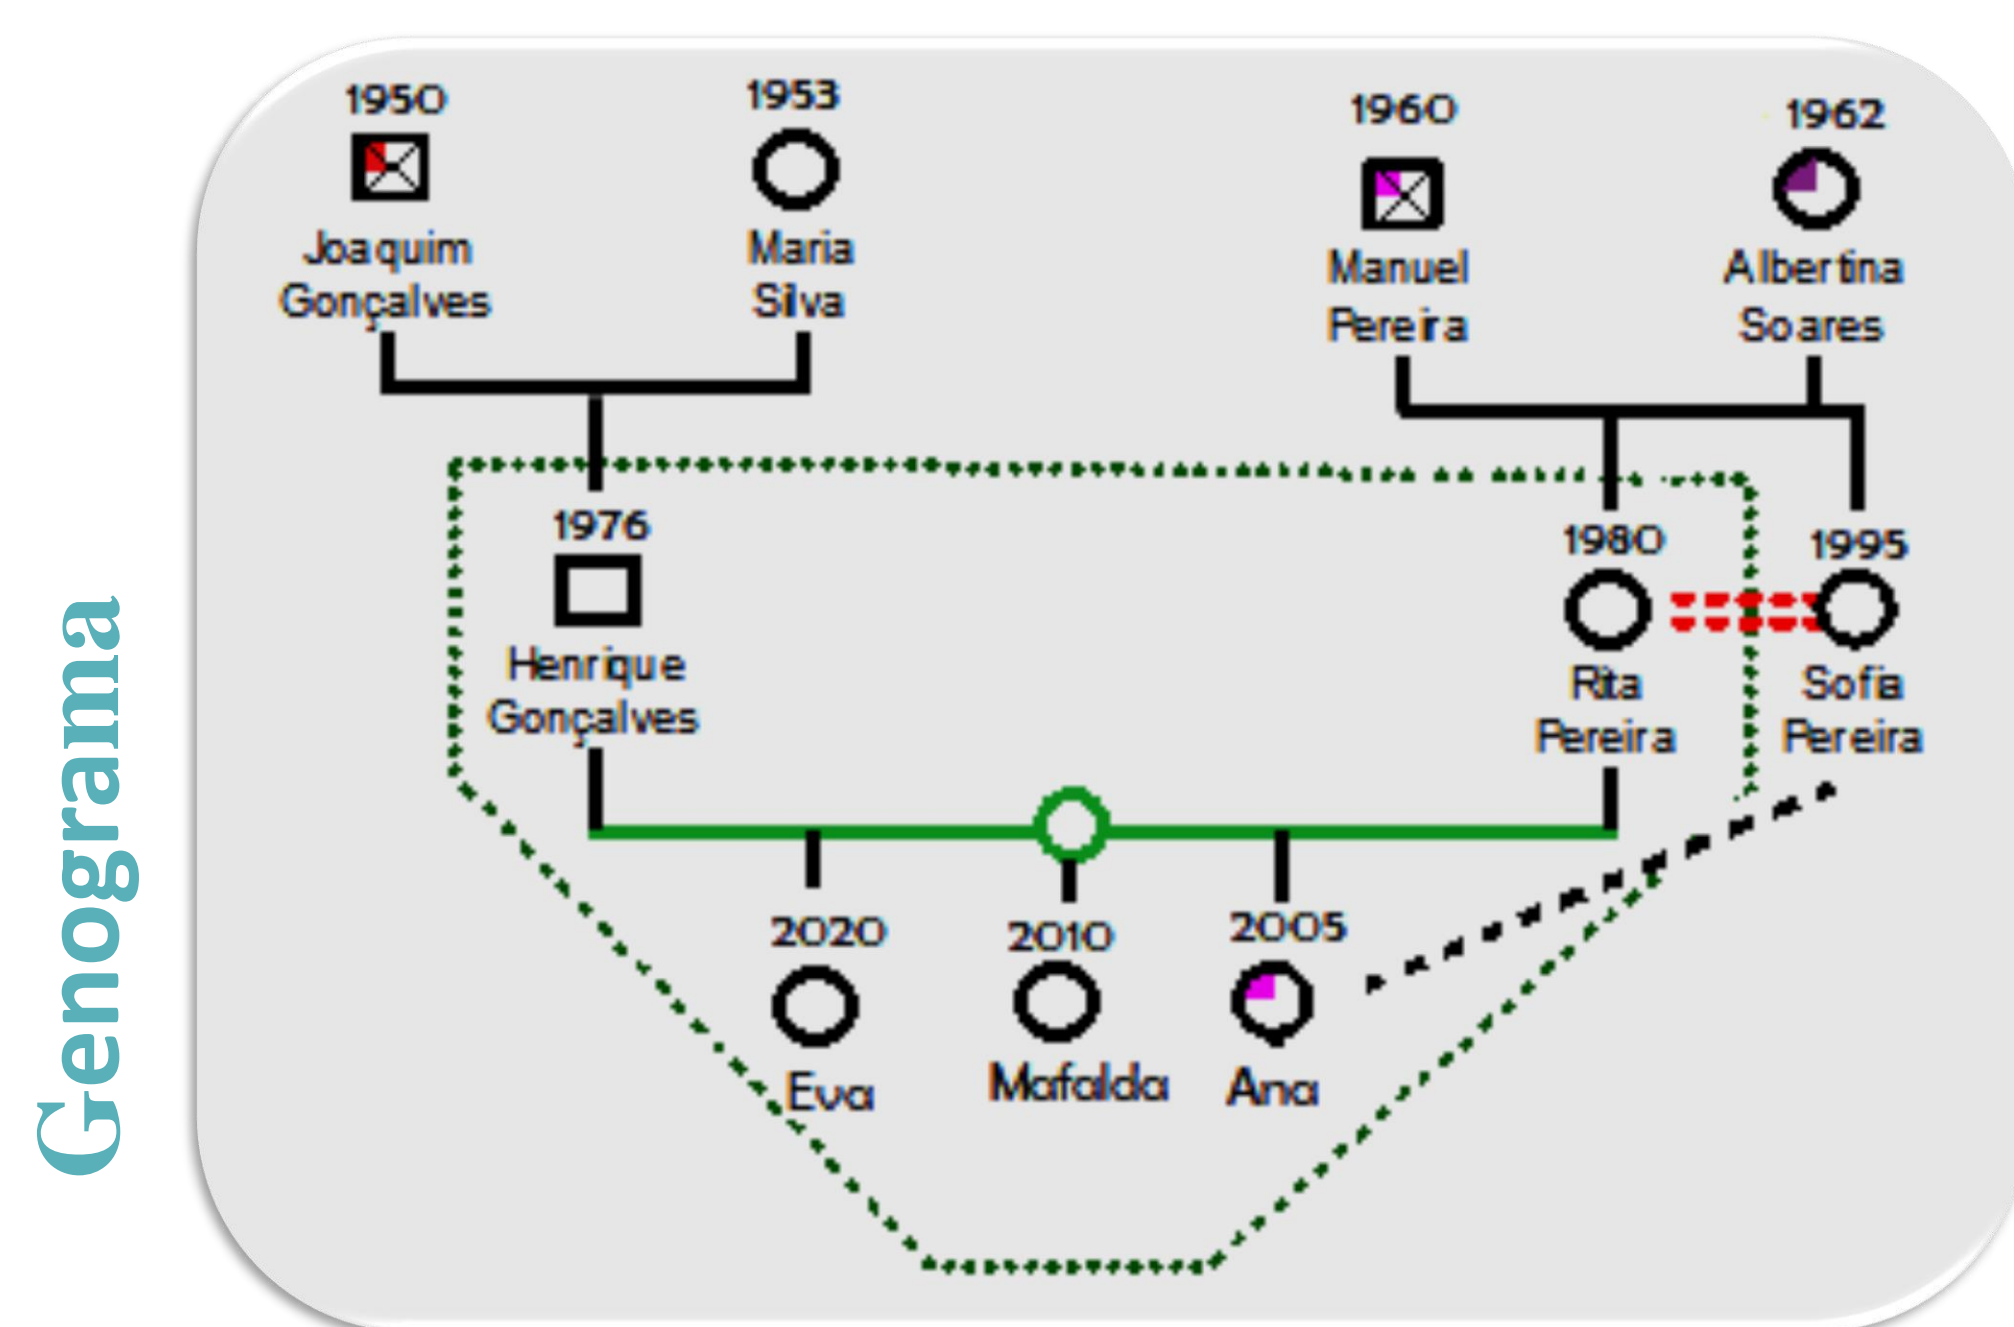 Genograma
1950
Joaquim
Gonçalves
1953
Maria
Silva
1960
Manuel
Pereira
1962
Albertina
Soares
1976
Henrique
Gonçalves
1980
Rita
Pereira
1995
Sofia
Pereira
2020
Eva
2010
Mafalda
2005
Ana